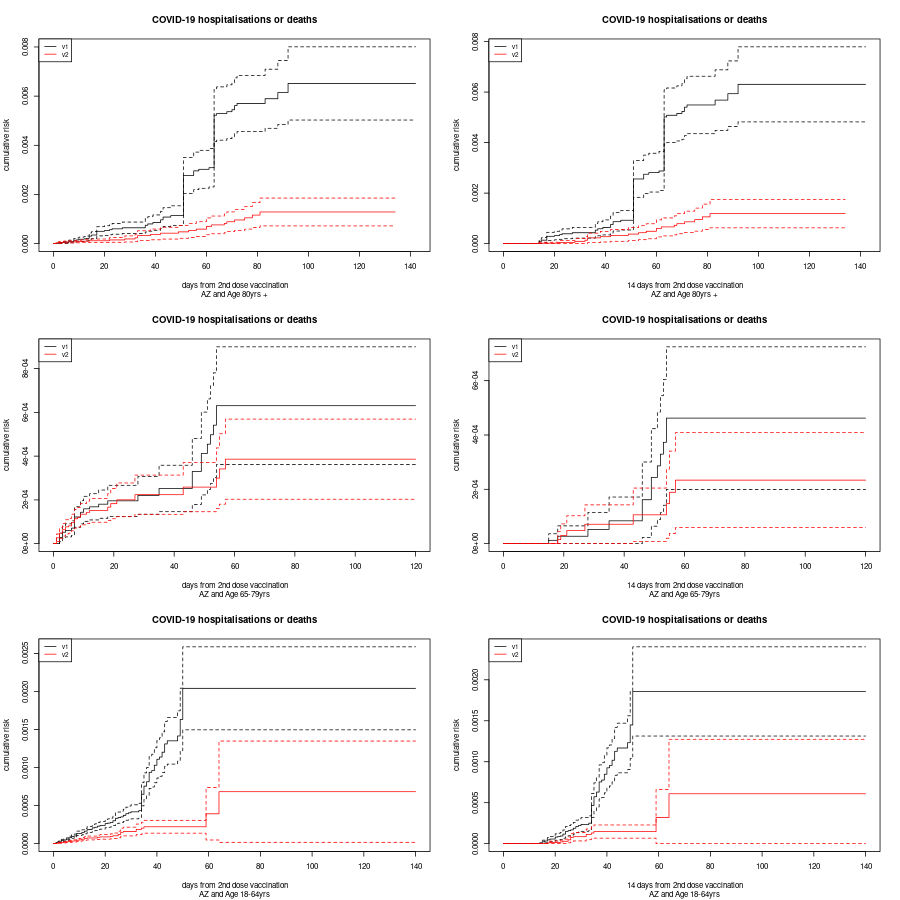 COVID-19 hospitalisations or deaths
v1
v2
cumulative risk
0.000 0.002 0.004 0.006 0.008
0 20 40 60 80 100 120 140
days from 2nd dose vaccination
AZ and Age 80yrs +
COVID-19 hospitalisations or deaths
v1
v2
cumulative risk
0.000 0.002 0.004 0.006 0.008
0 20 40 60 80 100 120 140
14 days from 2nd dose vaccination
AZ and Age 80yrs +
COVID-19 hospitalisations or deaths
v1
v2
cumulative risk
0e+00 2e-04 4e-04 6e-04 8e-04
0 20 40 60 80 100 120
days from 2nd dose vaccination
AZ and Age 65-79yrs
COVID-19 hospitalisations or deaths
v1
v2
cumulative risk
0e+00 2e-04 4e-04 6e-04
0 20 40 60 80 100 120
14 days from 2nd dose vaccination
AZ and Age 65-79yrs
COVID-19 hospitalisations or deaths
v1
v2
cumulative risk
0.0000 0.0005 0.0010 0.0015 0.0020 0.0025
0 20 40 60 80 100 120 140
days from 2nd dose vaccination
AZ and Age 18-64yrs
COVID-19 hospitalisations or deaths
v1
v2
cumulative risk
0.0000 0.0005 0.0010 0.0015 0.0020
0 20 40 60 80 100 120 140
14 days from 2nd dose vaccination
AZ and Age 18-64yrs